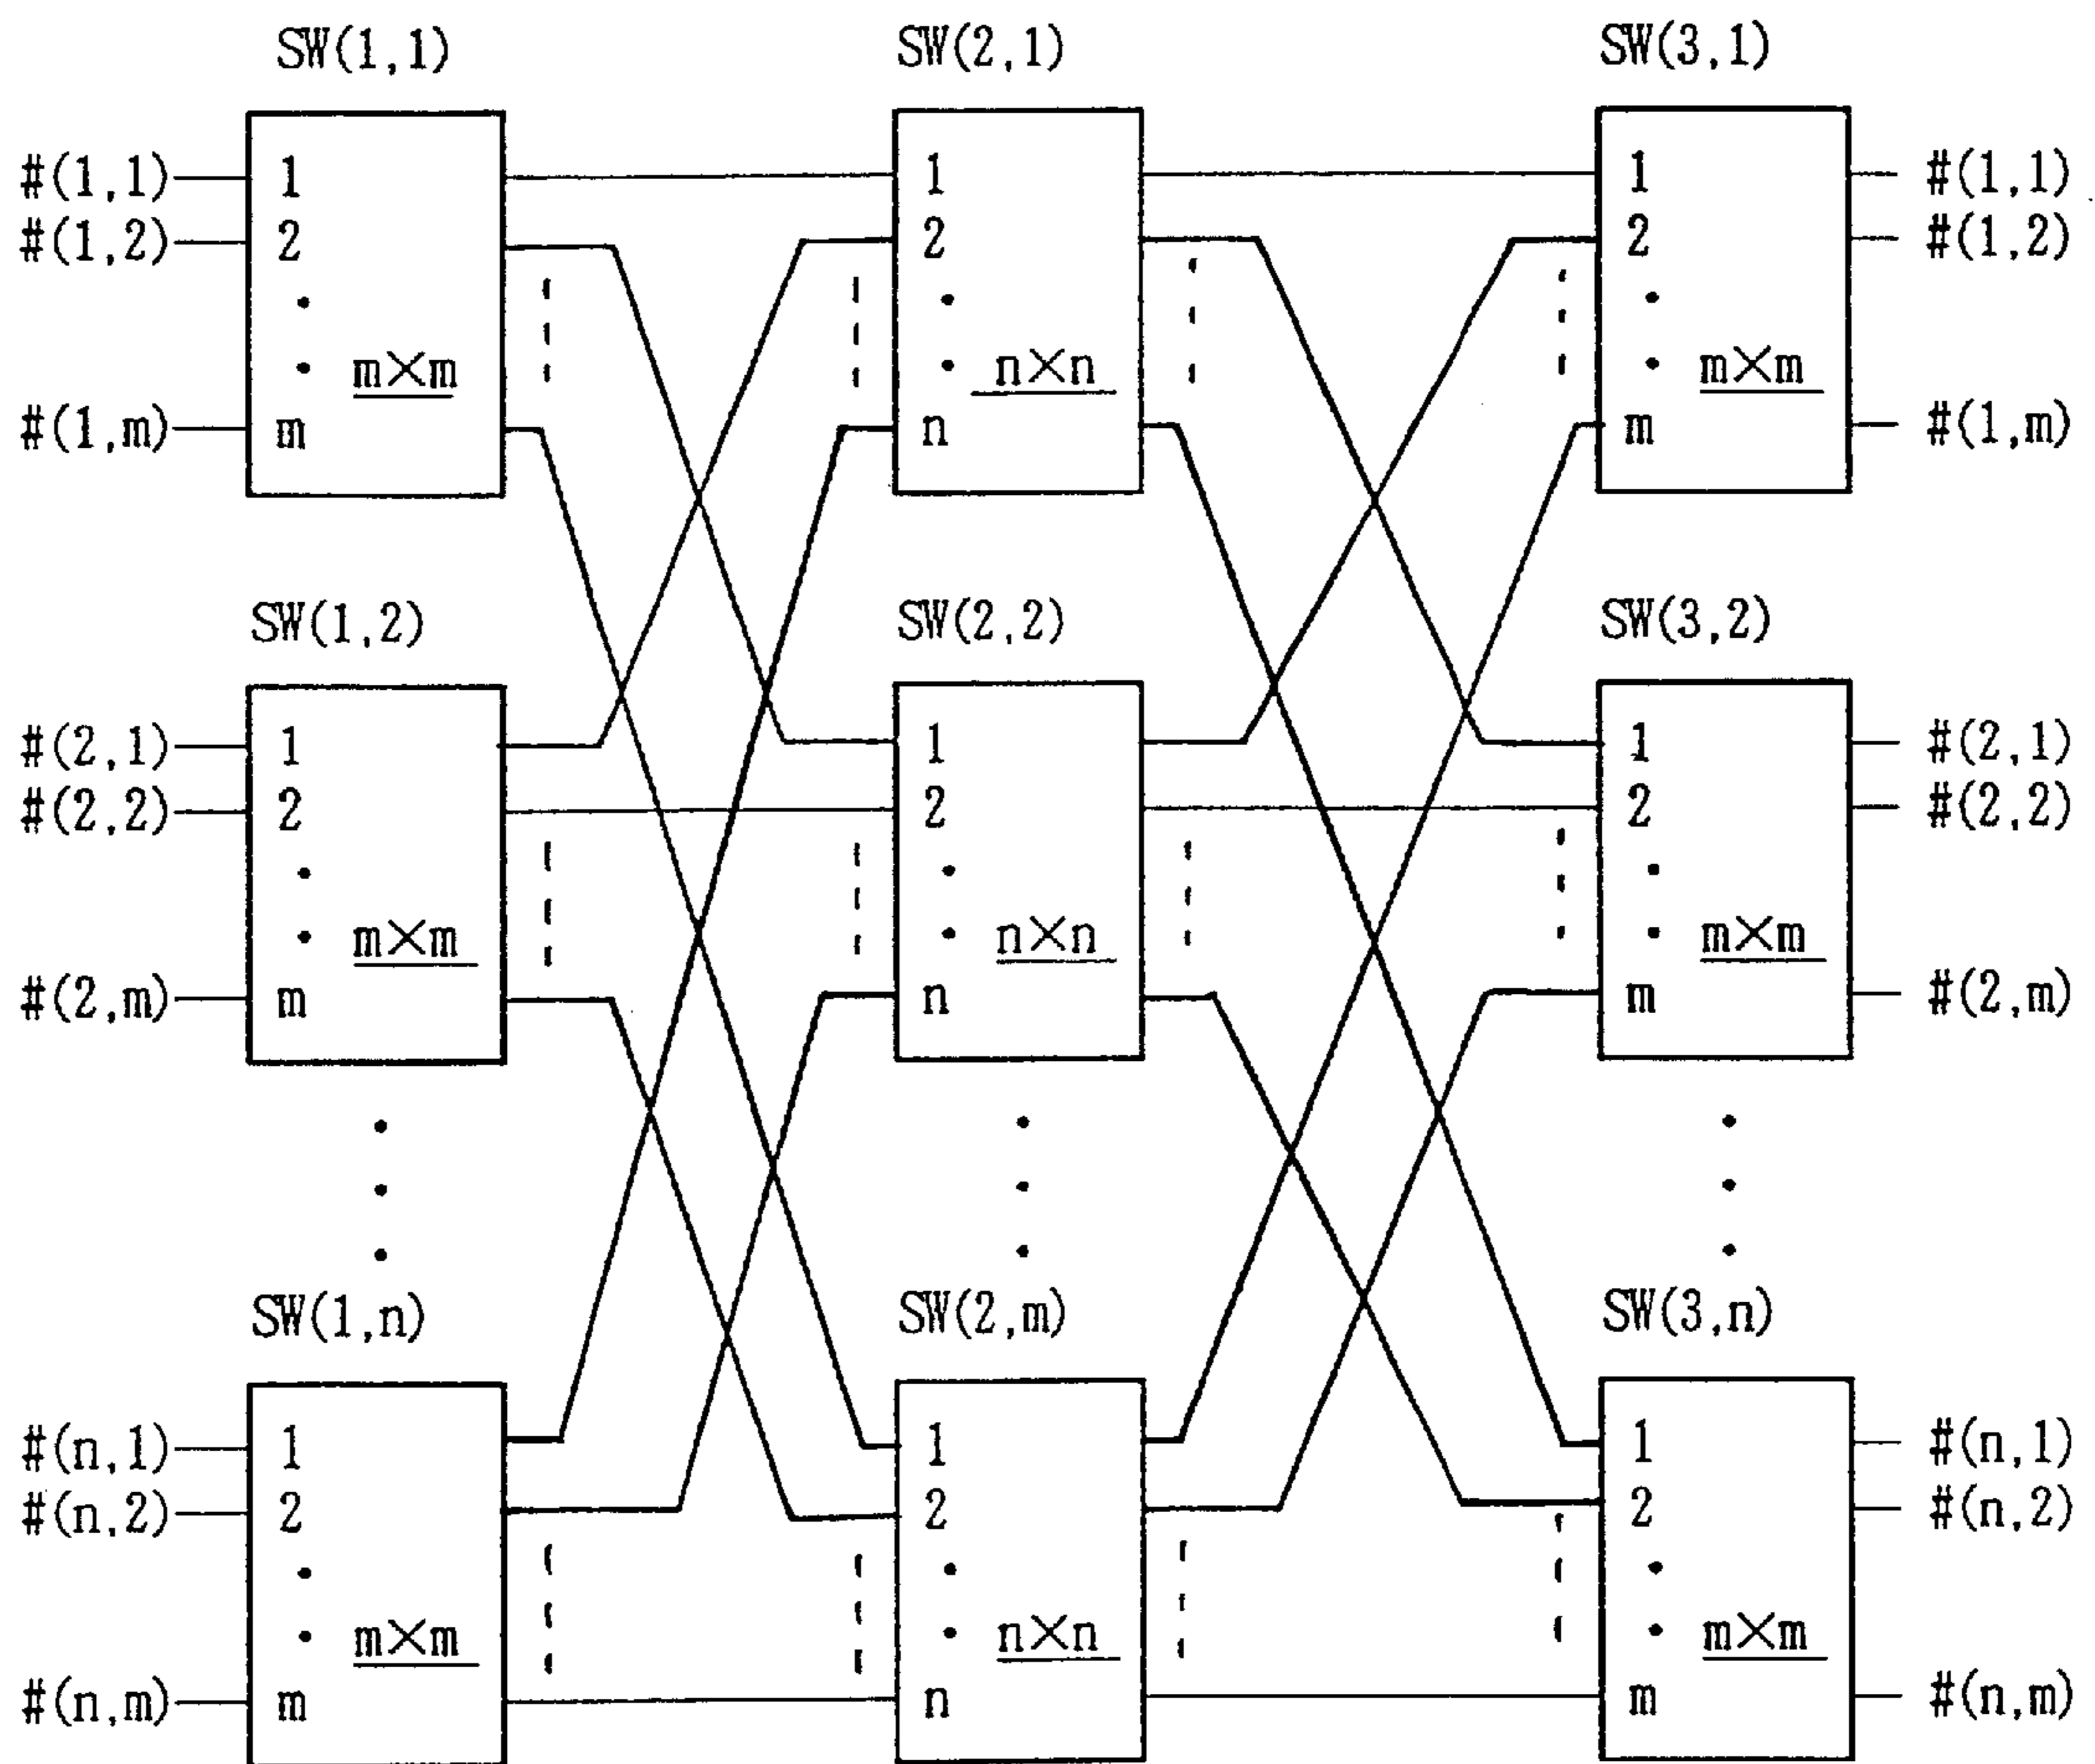 SW(1,1) SW(2,1) SW(3,1)
#(1,1) 1 1 1 #(1,1)
#(1,2) 2 2 2 #(1,2)
m×m n×n m×m
#(1,m) m n m #(1,m)
SW(1,2) SW(2,2) SW(3,2)
#(2,1) 1 1 1 #(2,1)
#(2,2) 2 2 2 #(2,2)
m×m n×n m×m
#(2,m) m n m #(2,m)
SW(1,n) SW(2,m) SW(3,n)
#(n,1) 1 1 1 #(n,1)
#(n,2) 2 2 2 #(n,2)
m×m n×n m×m
#(n,m) m n m #(n,m)